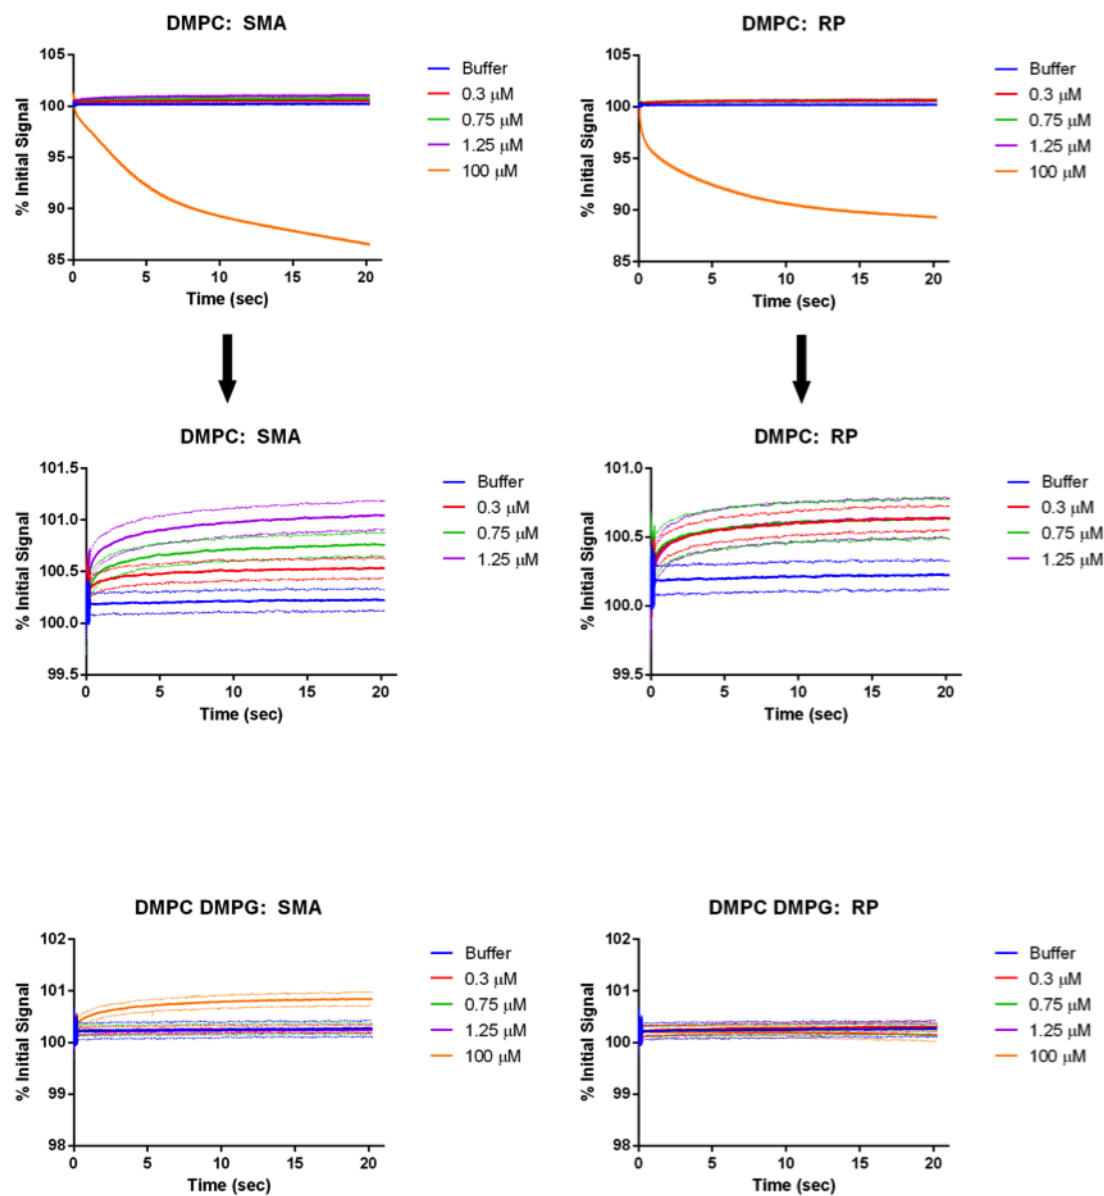 DMPC: SMA
105
100
95
90
85
% Initial Signal
0 5 10 15 20
Time (sec)
Buffer
0.3 μM
0.75 μM
1.25 μM
100 μM
DMPC: RP
105
100
95
90
85
% Initial Signal
0 5 10 15 20
Time (sec)
Buffer
0.3 μM
0.75 μM
1.25 μM
100 μM
DMPC: SMA
101.5
101.0
100.5
100.0
99.5
% Initial Signal
0 5 10 15 20
Time (sec)
Buffer
0.3 μM
0.75 μM
1.25 μM
DMPC: RP
101.0
100.5
100.0
99.5
% Initial Signal
0 5 10 15 20
Time (sec)
Buffer
0.3 μM
0.75 μM
1.25 μM
DMPC DMPG: SMA
102
101
100
99
98
% Initial Signal
0 5 10 15 20
Time (sec)
Buffer
0.3 μM
0.75 μM
1.25 μM
100 μM
DMPC DMPG: RP
102
101
100
99
98
% Initial Signal
0 5 10 15 20
Time (sec)
Buffer
0.3 μM
0.75 μM
1.25 μM
100 μM